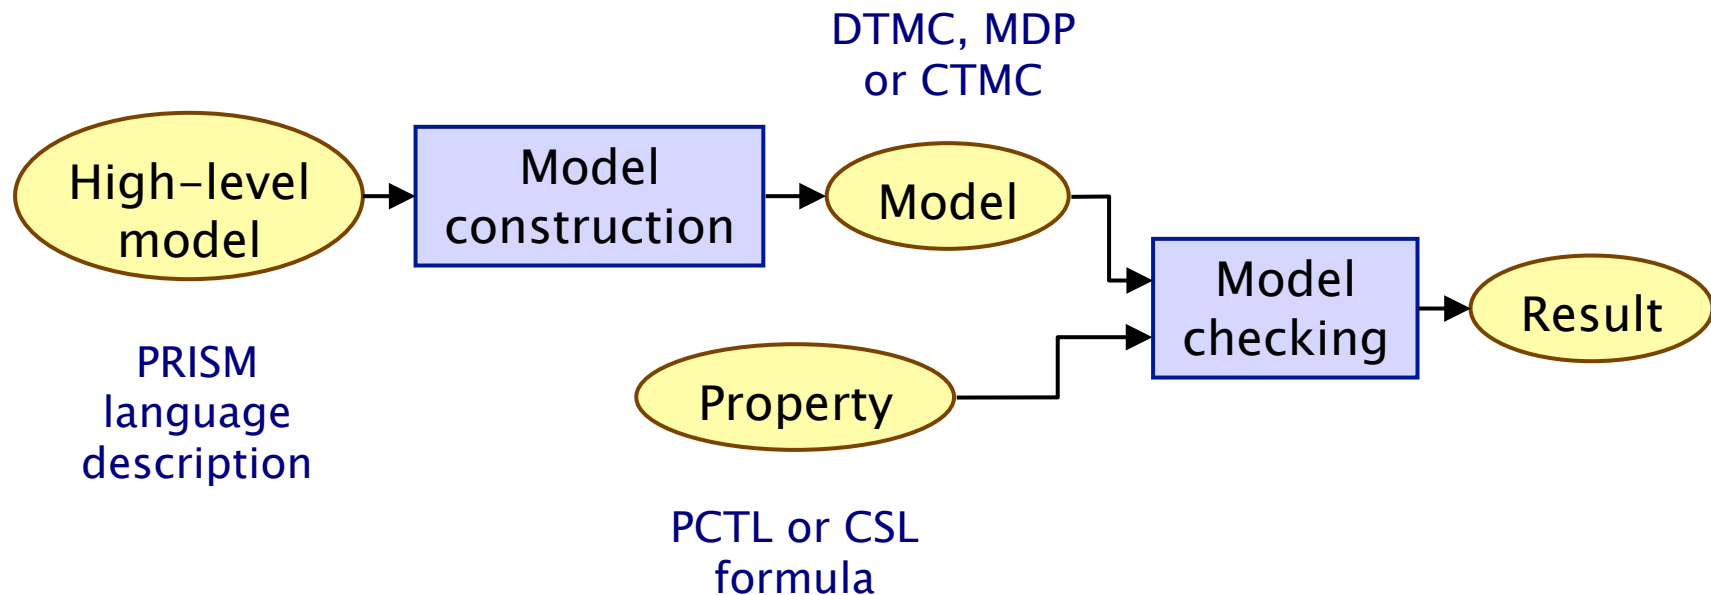 DTMC, MDP
or CTMC
High-level
model
Model
construction
Model
Model
checking
Result
PRISM
language
description
Property
PCTL or CSL
formula